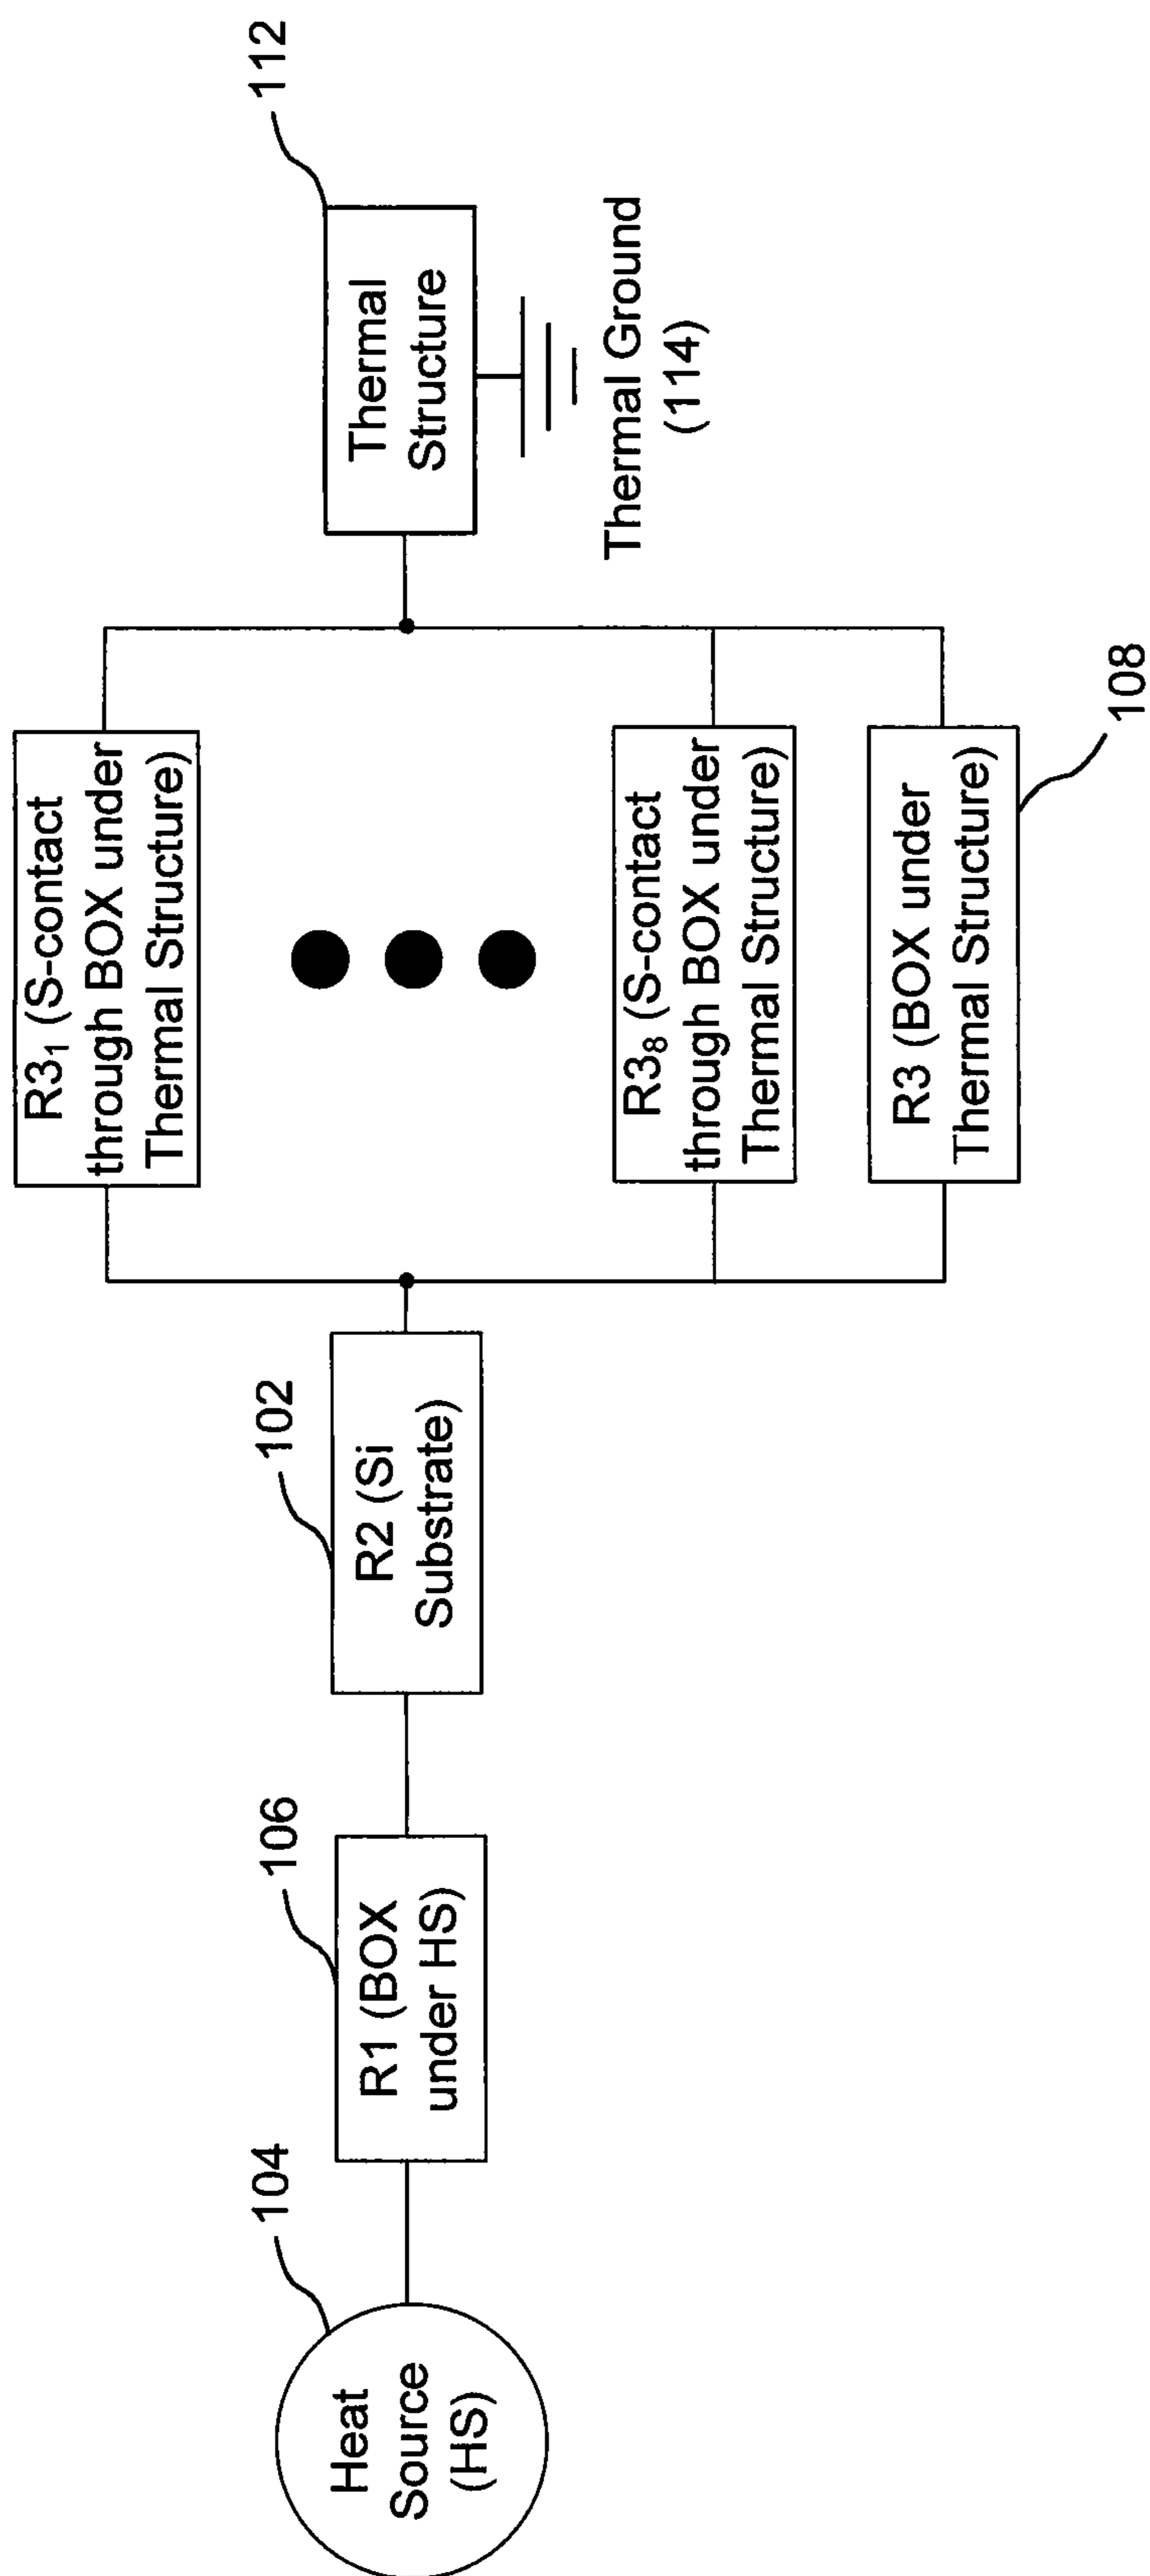 104
Heat
Source
(HS)
106
R1 (BOX
under HS)
102
R2 (Si
Substrate)
R3₁ (S-contact
through BOX under
Thermal Structure)
R3₈ (S-contact
through BOX under
Thermal Structure)
R3 (BOX under
Thermal Structure)
108
112
Thermal
Structure
Thermal Ground
(114)